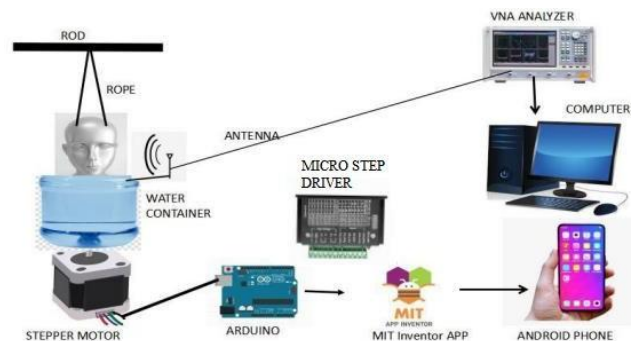 ROD
ROPE
VNA ANALYZER
COMPUTER
ANTENNA
WATER
CONTAINER
MICRO STEP
DRIVER
MIT
APP INVENTOR
STEPPER MOTOR
ARDUINO
MIT Inventor APP
ANDROID PHONE